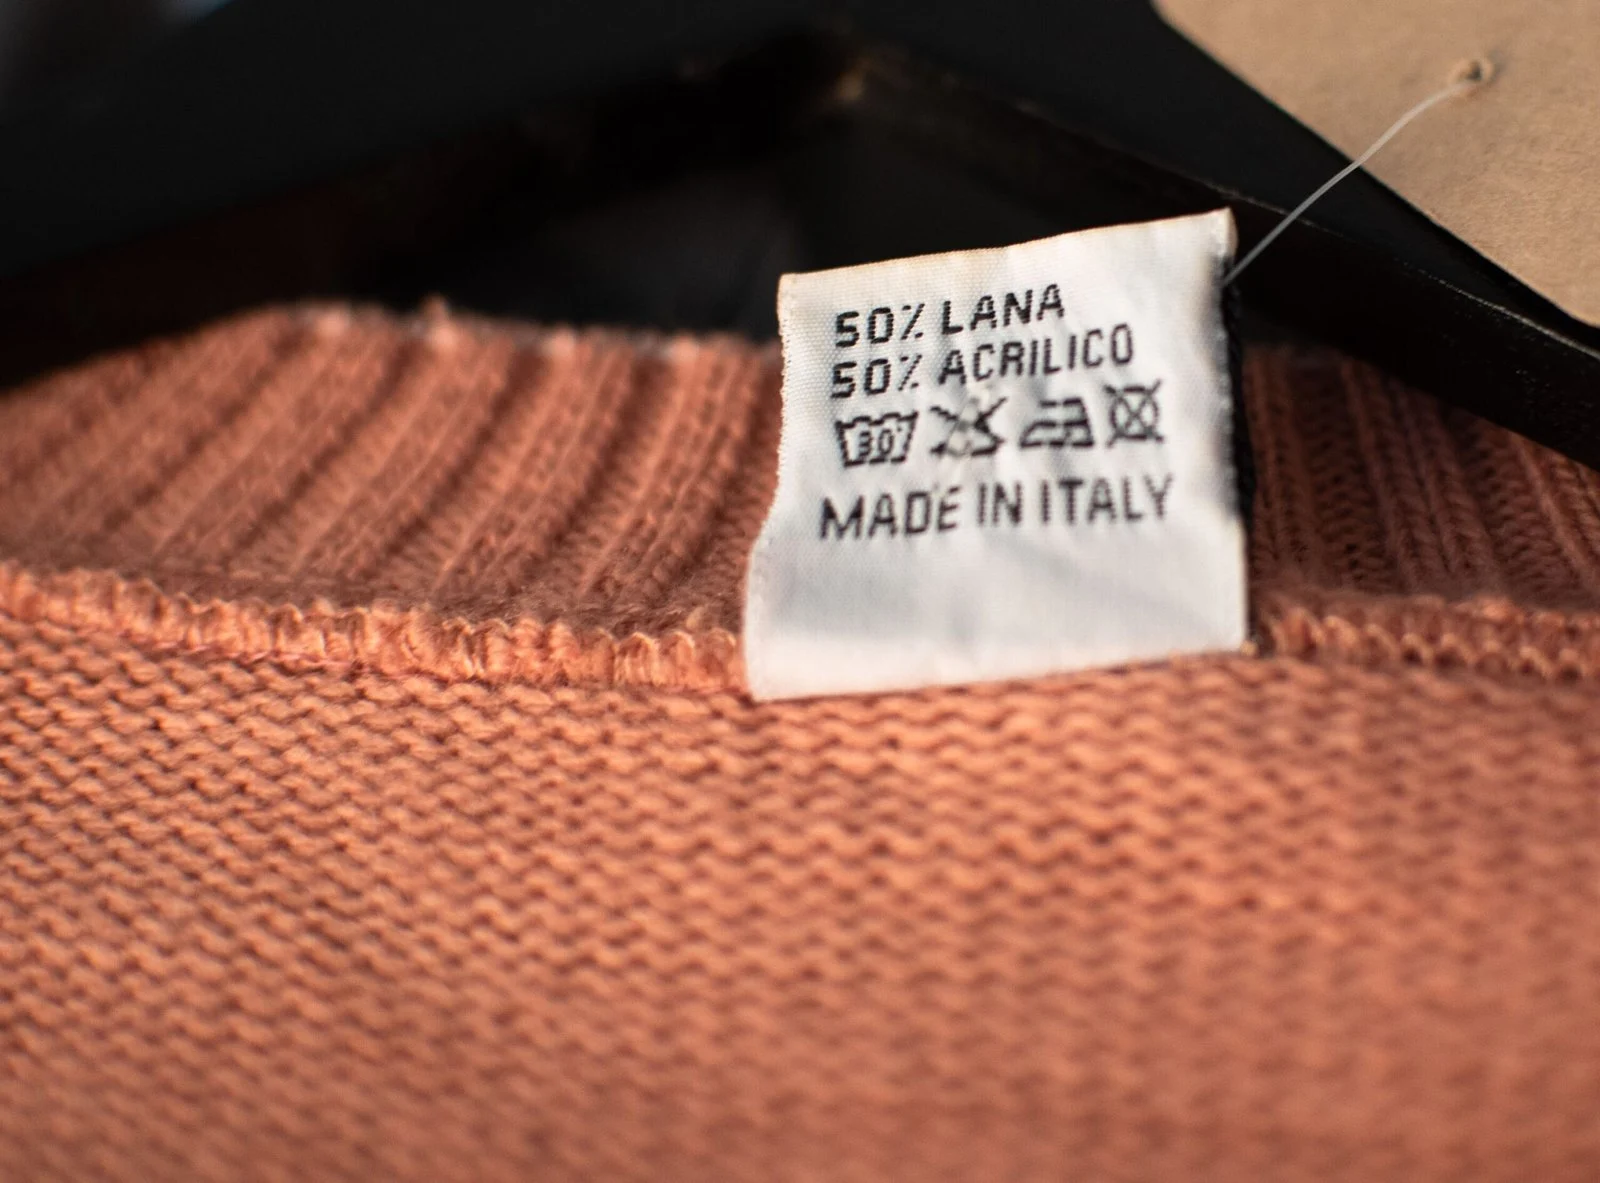 50% LANA
50% ACRILICO
30
MADE IN ITALY